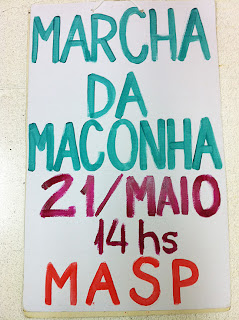 MARCHA
DA
MACONHA
21/MAIO
14 hs
MASP